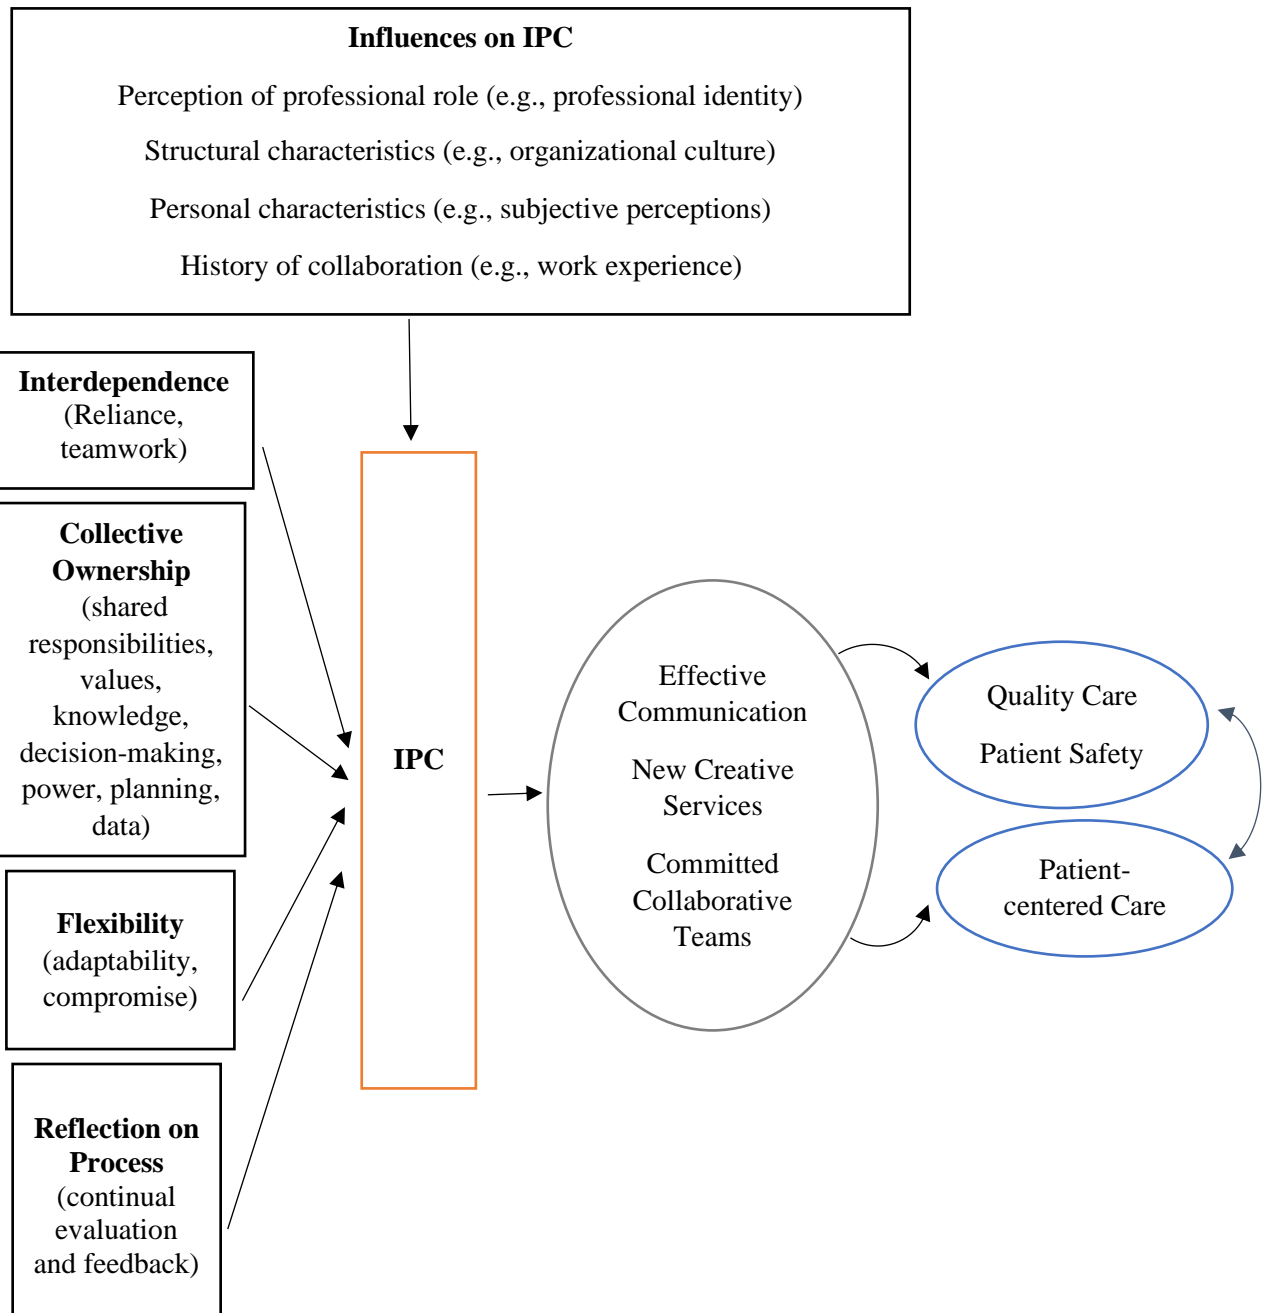 Influences on IPC
Perception of professional role (e.g., professional identity)
Structural characteristics (e.g., organizational culture)
Personal characteristics (e.g., subjective perceptions)
History of collaboration (e.g., work experience)
Interdependence
(Reliance,
teamwork)
Collective
Ownership
(shared
responsibilities,
values,
knowledge,
decision-making,
power, planning,
data)
Flexibility
(adaptability,
compromise)
Reflection on
Process
(continual
evaluation
and feedback)
IPC
Effective
Communication
New Creative
Services
Committed
Collaborative
Teams
Quality Care
Patient Safety
Patient-
centered Care